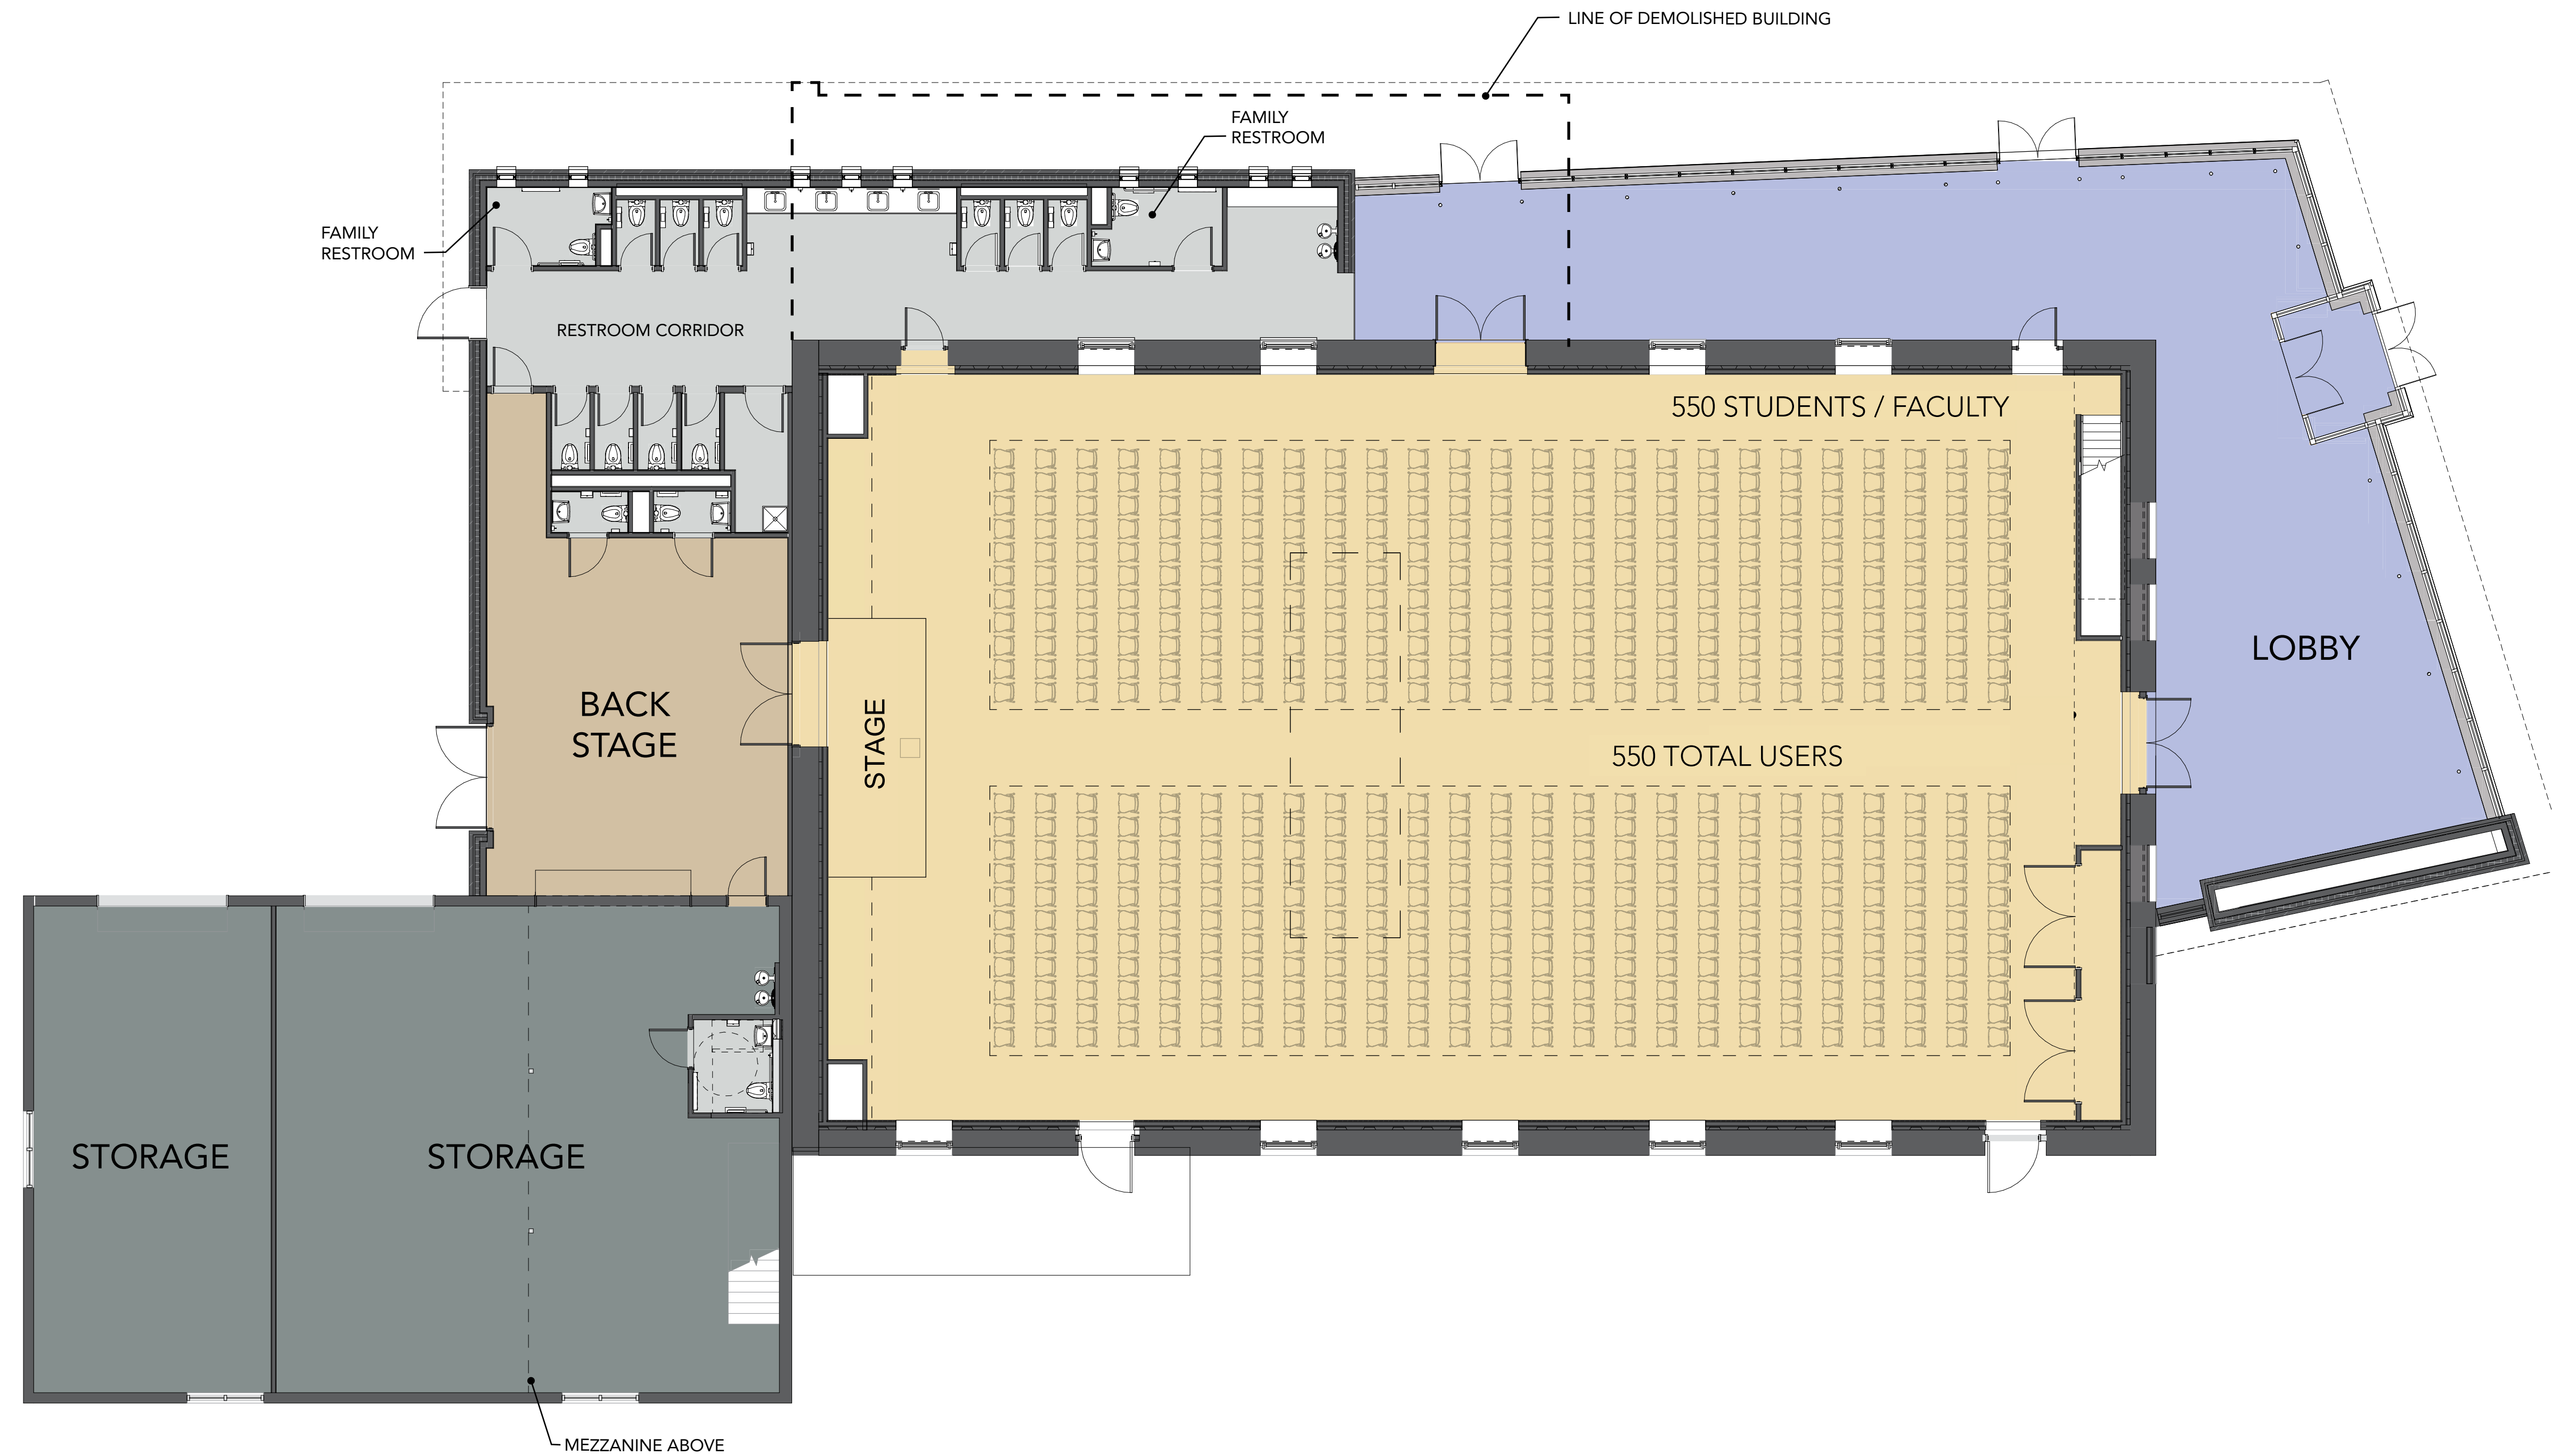 LINE OF DEMOLISHED BUILDING
FAMILY
RESTROOM
FAMILY
RESTROOM
RESTROOM CORRIDOR
550 STUDENTS / FACULTY
LOBBY
BACK
STAGE
STAGE
550 TOTAL USERS
STORAGE
STORAGE
MEZZANINE ABOVE